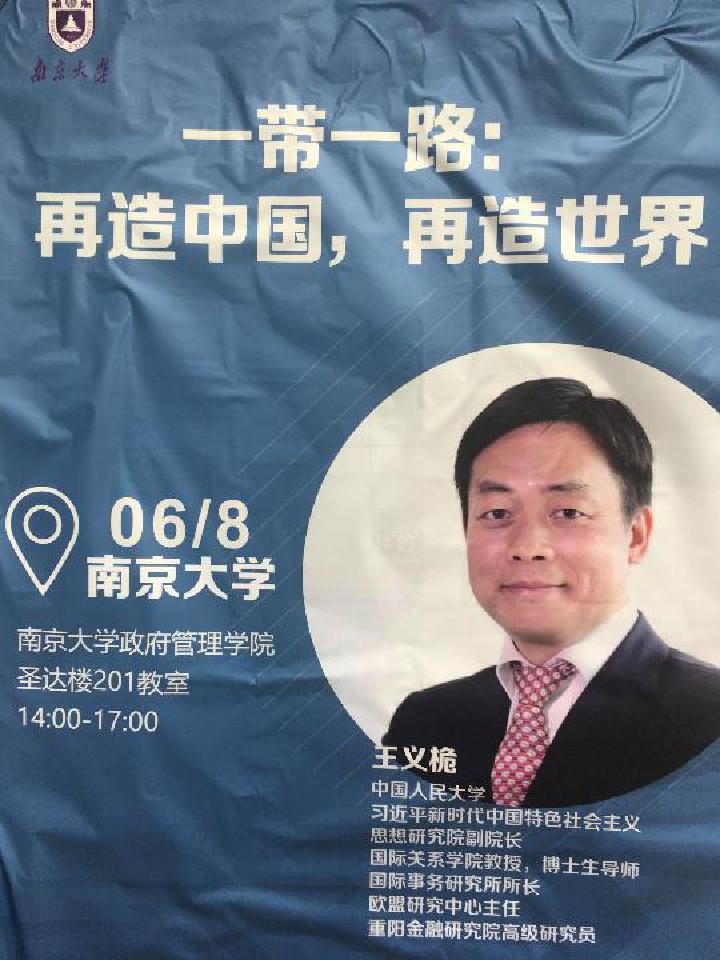 南京大学
一带一路：
再造中国，再造世界
06/8
南京大学
南京大学政府管理学院
圣达楼201教室
14:00-17:00
王义桅
中国人民大学
习近平新时代中国特色社会主义
思想研究院副院长
国际关系学院教授，博士生导师
国际事务研究所所长
欧盟研究中心主任
重阳金融研究院高级研究员